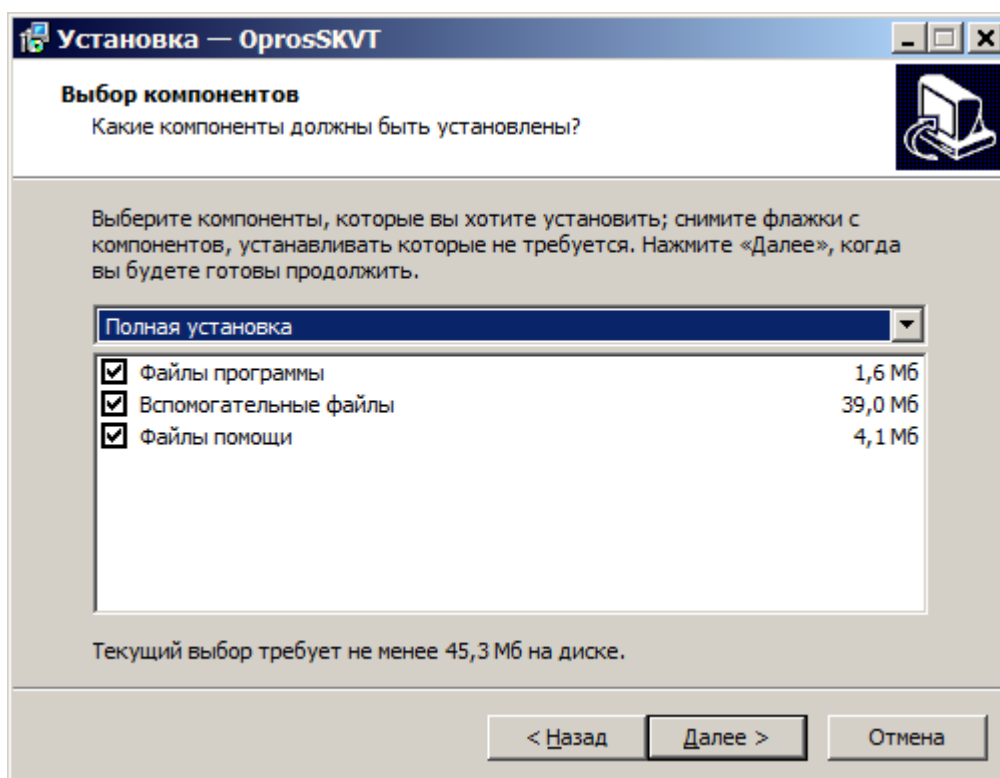 Установка — OprosSKVT
Выбор компонентов
Какие компоненты должны быть установлены?
Выберите компоненты, которые вы хотите установить; снимите флажки с
компонентов, устанавливать которые не требуется. Нажмите «Далее», когда
вы будете готовы продолжить.
Полная установка
Файлы программы 1,6 Мб
Вспомогательные файлы 39,0 Мб
Файлы помощи 4,1 Мб
Текущий выбор требует не менее 45,3 Мб на диске.
< Назад Далее > Отмена